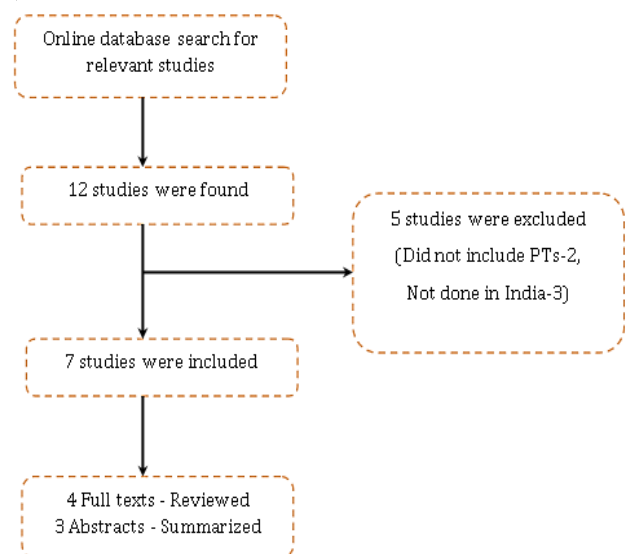 Online database search for
relevant studies
12 studies were found
5 studies were excluded
(Did not include PTs-2,
Not done in India-3)
7 studies were included
4 Full texts - Reviewed
3 Abstracts - Summarized